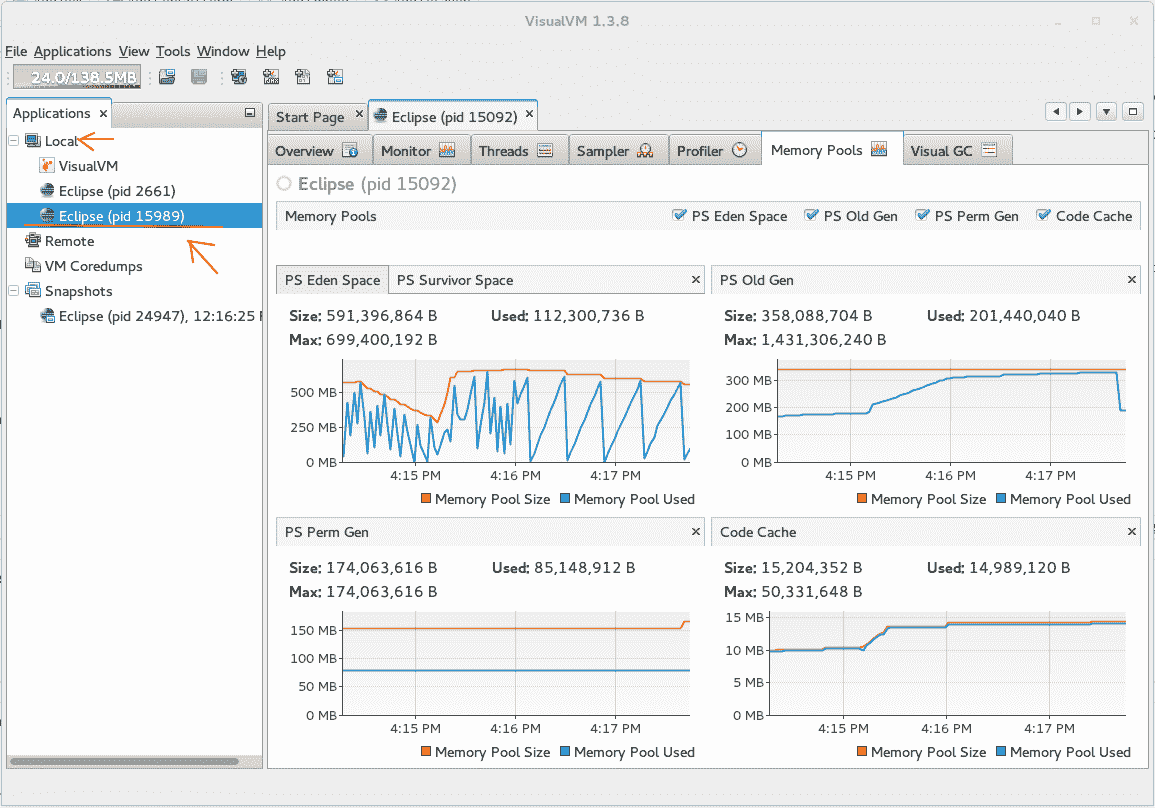 VisualVM 1.3.8
File Applications View Tools Window Help
24.0/138.5MB
Applications ×
Local
VisualVM
Eclipse (pid 2661)
Eclipse (pid 15989)
Remote
VM Coredumps
Snapshots
Eclipse (pid 24947), 12:16:25
Start Page × Eclipse (pid 15092) ×
Overview Monitor Threads Sampler Profiler Memory Pools Visual GC
Eclipse (pid 15092)
Memory Pools PS Eden Space PS Old Gen PS Perm Gen Code Cache
PS Eden Space PS Survivor Space ×
Size: 591,396,864 B Used: 112,300,736 B
Max: 699,400,192 B
500 MB
250 MB
0 MB
4:15 PM 4:16 PM 4:17 PM
Memory Pool Size Memory Pool Used
PS Old Gen ×
Size: 358,088,704 B Used: 201,440,040 B
Max: 1,431,306,240 B
300 MB
200 MB
100 MB
0 MB
4:15 PM 4:16 PM 4:17 PM
Memory Pool Size Memory Pool Used
PS Perm Gen ×
Size: 174,063,616 B Used: 85,148,912 B
Max: 174,063,616 B
150 MB
100 MB
50 MB
0 MB
4:15 PM 4:16 PM 4:17 PM
Memory Pool Size Memory Pool Used
Code Cache ×
Size: 15,204,352 B Used: 14,989,120 B
Max: 50,331,648 B
15 MB
10 MB
5 MB
0 MB
4:15 PM 4:16 PM 4:17 PM
Memory Pool Size Memory Pool Used